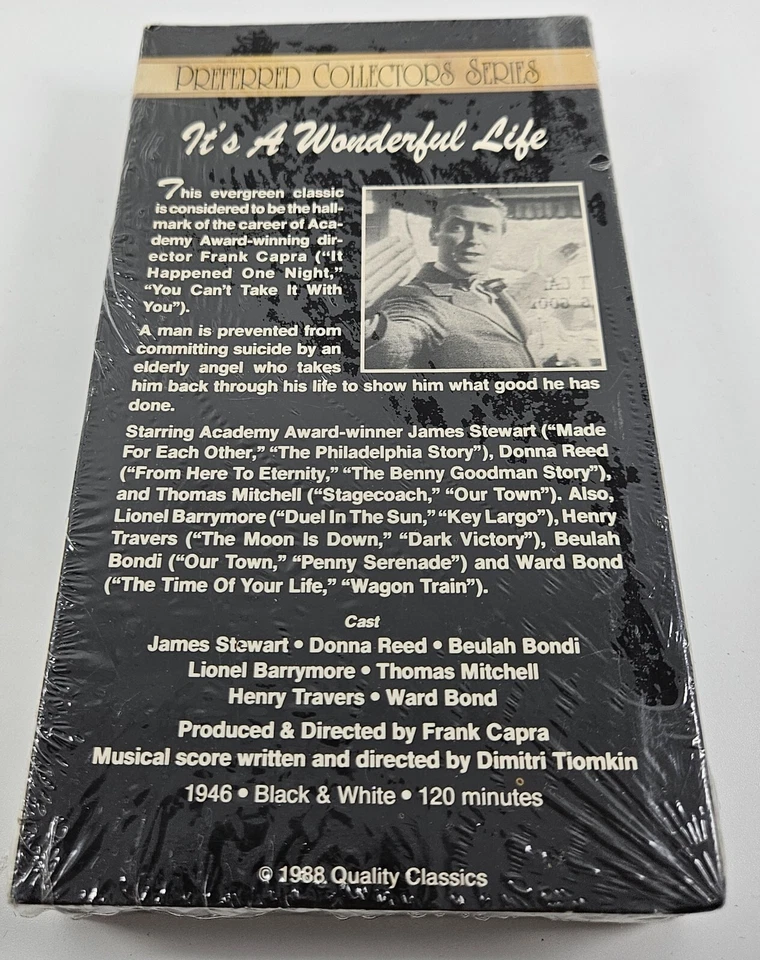 PREFERRED COLLECTORS SERIES
It's A Wonderful Life
This evergreen classic
is considered to be the hall-
mark of the career of Aca-
demy Award-winning dir-
ector Frank Capra ("It
Happened One Night,"
"You Can't Take It With
You").
A man is prevented from
committing suicide by an
elderly angel who takes
him back through his life to show him what good he has
done.
Starring Academy Award-winner James Stewart ("Made
For Each Other," "The Philadelphia Story"), Donna Reed
("From Here To Eternity," "The Benny Goodman Story"),
and Thomas Mitchell ("Stagecoach," "Our Town"). Also,
Lionel Barrymore ("Duel In The Sun," "Key Largo"), Henry
Travers ("The Moon Is Down," "Dark Victory"), Beulah
Bondi ("Our Town," "Penny Serenade") and Ward Bond
("The Time Of Your Life," "Wagon Train").
Cast
James Stewart • Donna Reed • Beulah Bondi
Lionel Barrymore • Thomas Mitchell
Henry Travers • Ward Bond
Produced & Directed by Frank Capra
Musical score written and directed by Dimitri Tiomkin
1946 • Black & White • 120 minutes
© 1988 Quality Classics